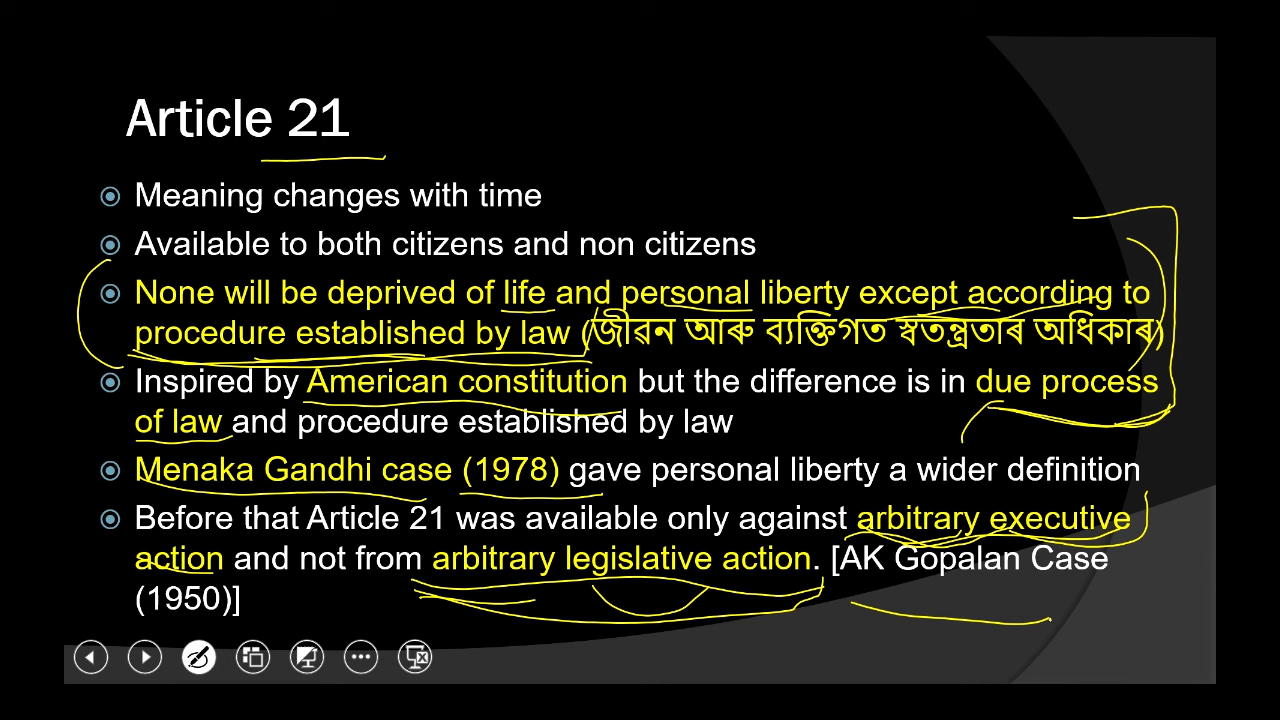 Article 21
Meaning changes with time
Available to both citizens and non citizens
None will be deprived of life and personal liberty except according to
procedure established by law (জীৱন আৰু ব্যক্তিগত স্বতন্ত্ৰতাৰ অধিকাৰ)
Inspired by American constitution but the difference is in due process
of law and procedure established by law
Menaka Gandhi case (1978) gave personal liberty a wider definition
Before that Article 21 was available only against arbitrary executive
action and not from arbitrary legislative action. [AK Gopalan Case
(1950)]